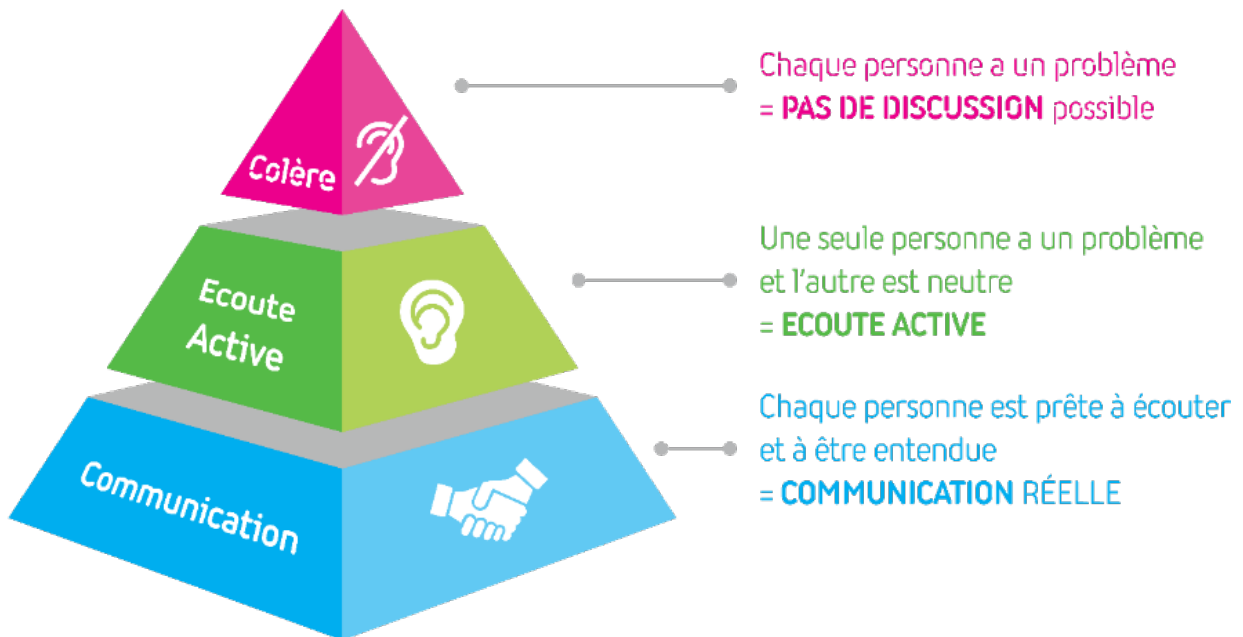 Colère
Chaque personne a un problème
= PAS DE DISCUSSION possible
Ecoute
Active
Une seule personne a un problème
et l'autre est neutre
= ECOUTE ACTIVE
Communication
Chaque personne est prête à écouter
et à être entendue
= COMMUNICATION RÉELLE